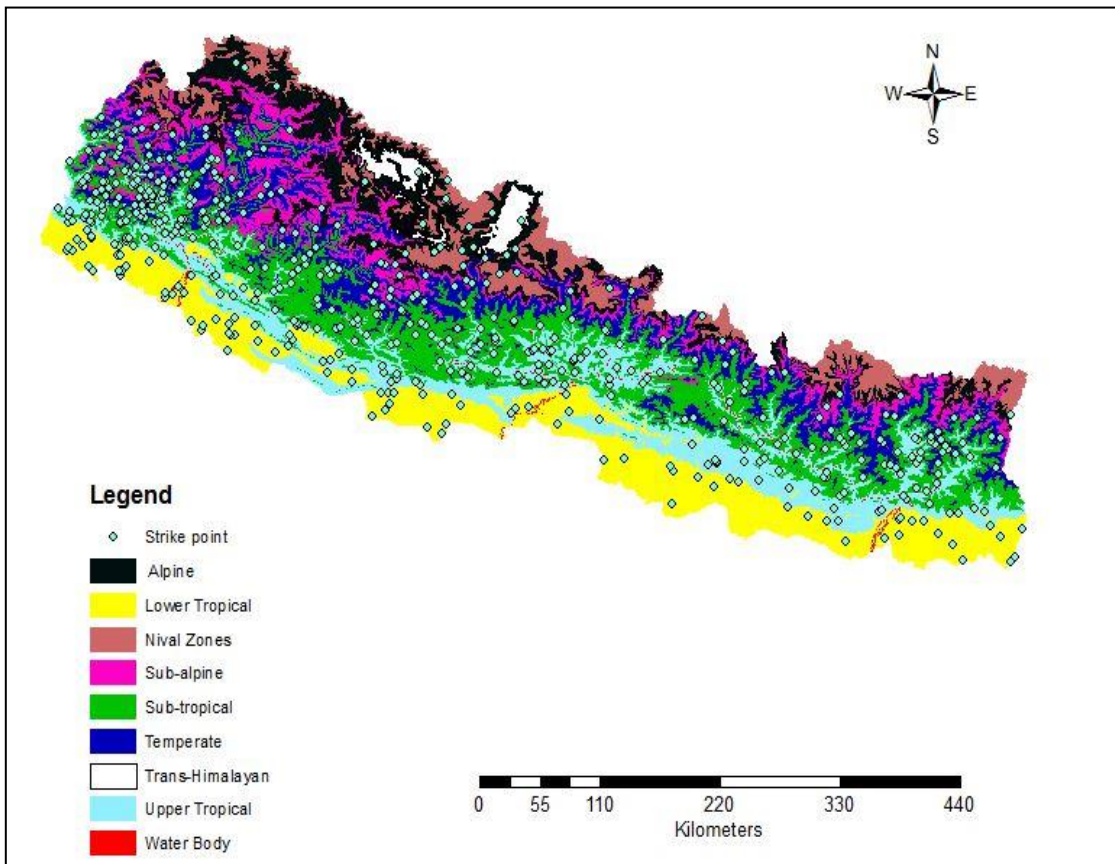 N
W E
S
Legend
Strike point
Alpine
Lower Tropical
Nival Zones
Sub-alpine
Sub-tropical
Temperate
Trans-Himalayan
Upper Tropical
Water Body
0 55 110 220 330 440
Kilometers